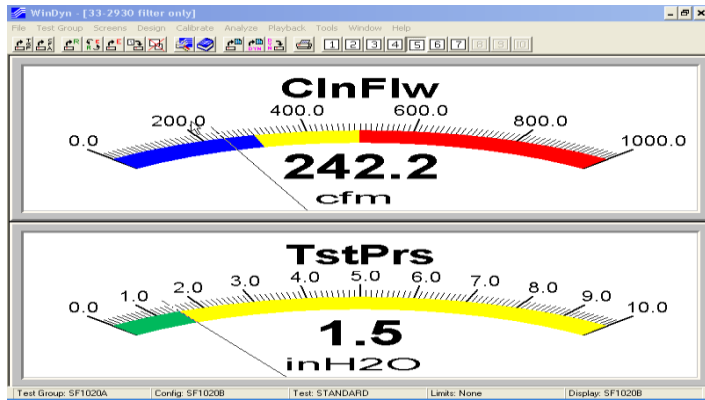 WinDyn - [33-2930 filter only]
File Test Group Screens Design Calibrate Analyze Playback Tools Window Help
1 2 3 4 5 6 7 8 9 10
ClnFlw
0.0 200.0 400.0 600.0 800.0 1000.0
242.2
cfm
TstPrs
0.0 1.0 2.0 3.0 4.0 5.0 6.0 7.0 8.0 9.0 10.0
1.5
inH2O
Test Group: SF1020A Config: SF1020B Test: STANDARD Limits: None Display: SF1020B